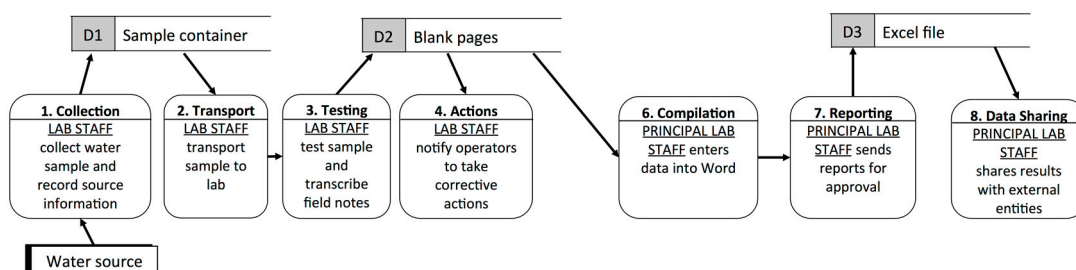 D1 Sample container
D2 Blank pages
D3 Excel file
1. Collection
LAB STAFF
collect water
sample and
record source
information
2. Transport
LAB STAFF
transport
sample to
lab
3. Testing
LAB STAFF
test sample
and
transcribe
field notes
4. Actions
LAB STAFF
notify operators
to take
corrective
actions
6. Compilation
PRINCIPAL LAB
STAFF enters
data into Word
7. Reporting
PRINCIPAL LAB
STAFF sends
reports for
approval
8. Data Sharing
PRINCIPAL LAB
STAFF
shares results
with external
entities
Water source